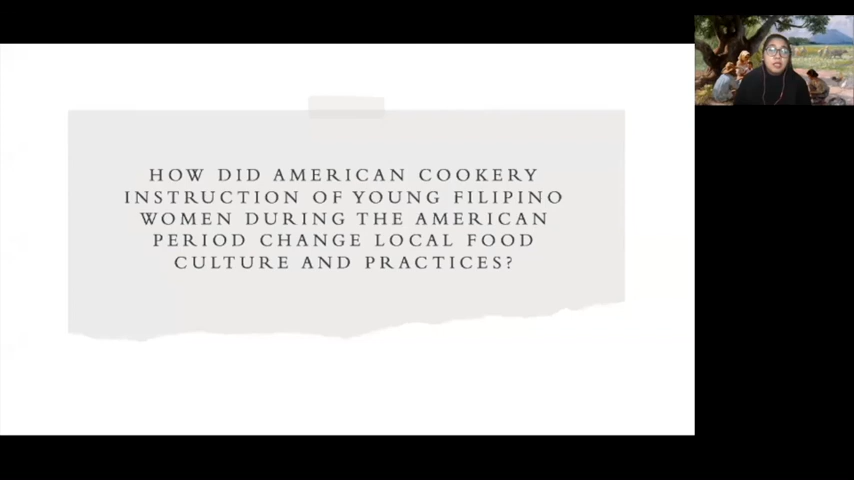 HOW DID AMERICAN COOKERY
INSTRUCTION OF YOUNG FILIPINO
WOMEN DURING THE AMERICAN
PERIOD CHANGE LOCAL FOOD
CULTURE AND PRACTICES?